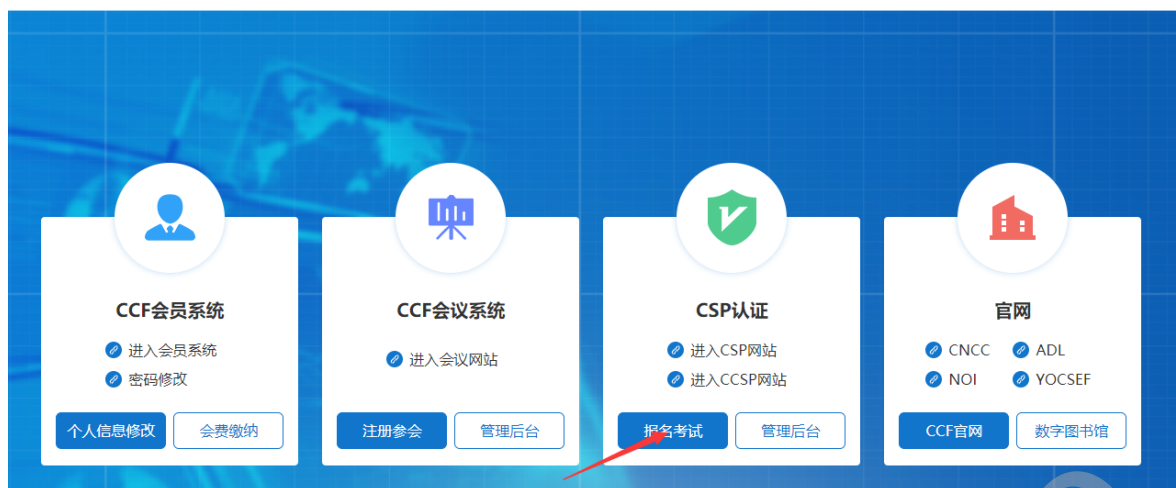 CCF会员系统
进入会员系统
密码修改
个人信息修改
会费缴纳
CCF会议系统
进入会议网站
注册参会
管理后台
CSP认证
进入CSP网站
进入CCSP网站
报名考试
管理后台
官网
CNCC
ADL
NOI
YOCSEF
CCF官网
数字图书馆